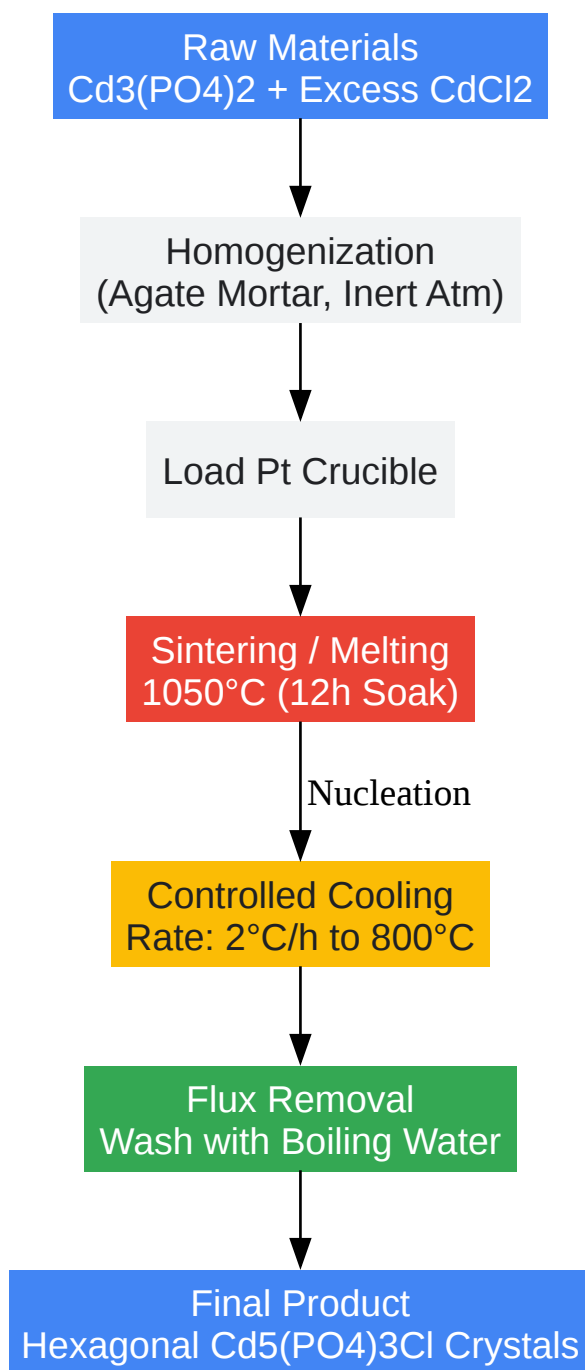 Raw Materials
Cd3(PO4)2 + Excess CdCl2
Homogenization
(Agate Mortar, Inert Atm)
Load Pt Crucible
Sintering / Melting
1050°C (12h Soak)
Nucleation
Controlled Cooling
Rate: 2°C/h to 800°C
Flux Removal
Wash with Boiling Water
Final Product
Hexagonal Cd5(PO4)3Cl Crystals